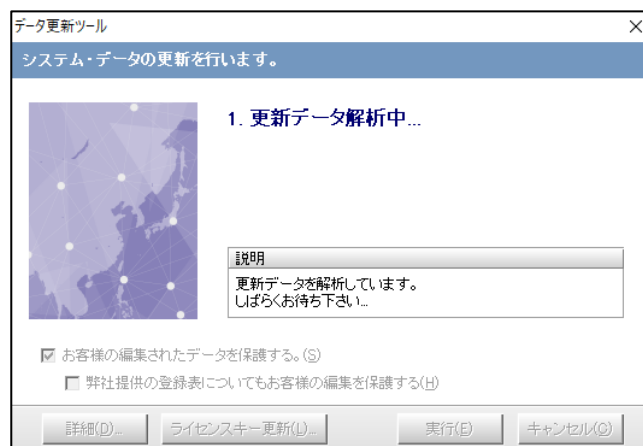 データ更新ツール
システム・データの更新を行います。
1. 更新データ解析中...
説明
更新データを解析しています。
しばらくお待ち下さい...
お客様の編集されたデータを保護する。(S)
弊社提供の登録表についてもお客様の編集を保護する(H)
詳細(D)...
ライセンスキー更新(L)...
実行(E)
キャンセル(C)